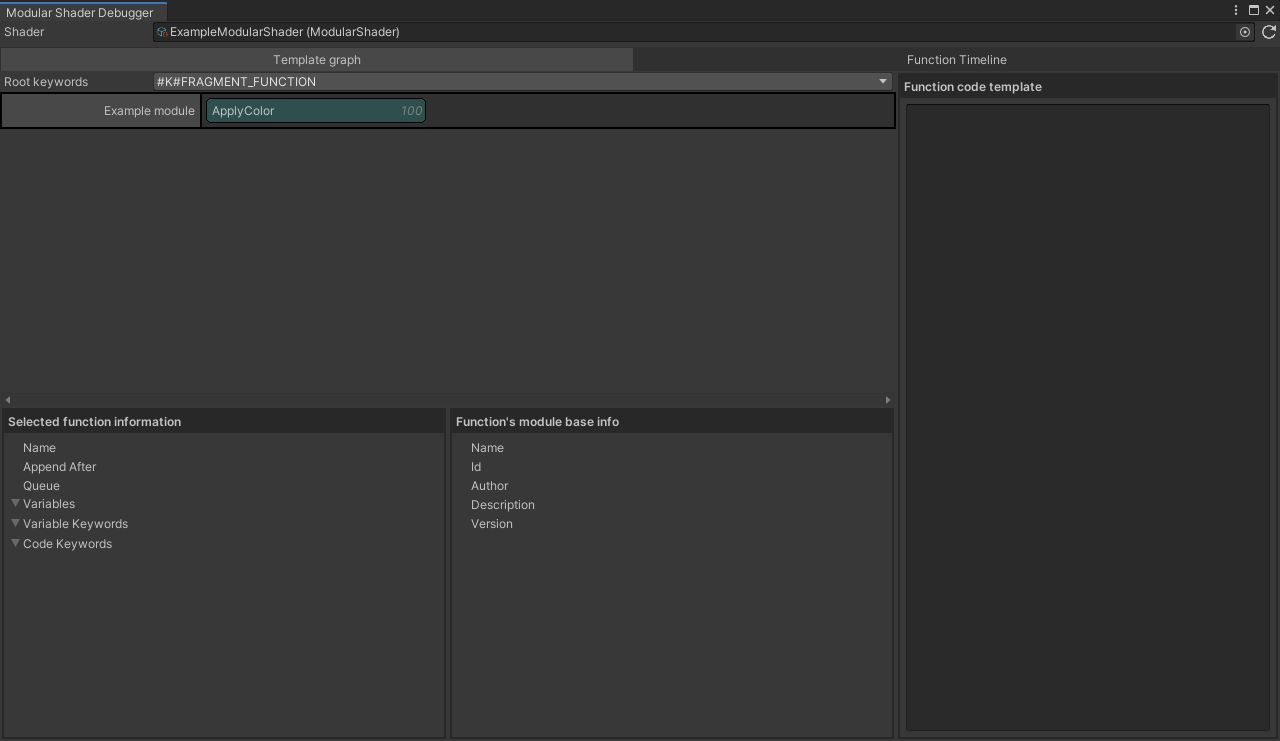 Modular Shader Debugger
Shader
ExampleModularShader (ModularShader)
Template graph
Function Timeline
Root keywords
#K#FRAGMENT_FUNCTION
Example module
ApplyColor
100
Function code template
Selected function information
Name
Append After
Queue
Variables
Variable Keywords
Code Keywords
Function's module base info
Name
Id
Author
Description
Version